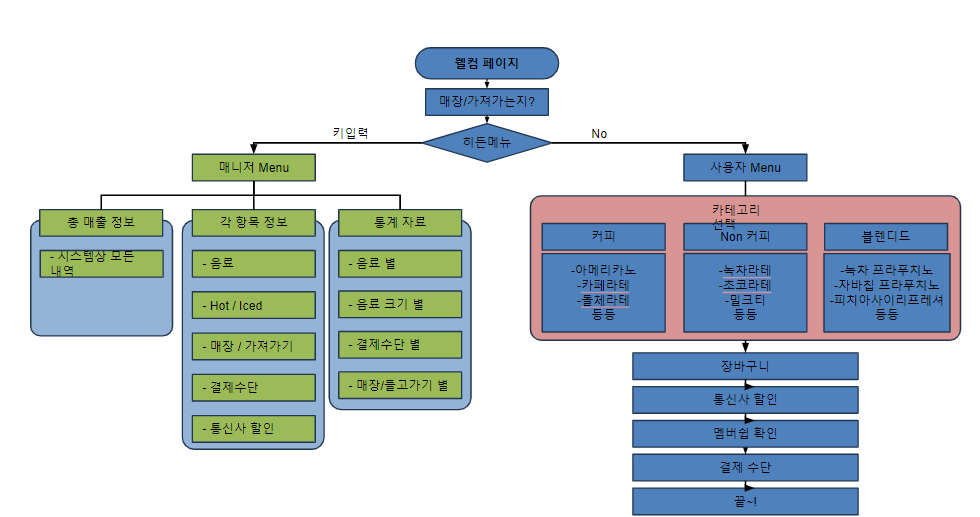 웰컴 페이지
매장/가져가는지?
히든메뉴
키입력
No
매니저 Menu
사용자 Menu
총 매출 정보
- 시스템상 모든
내역
각 항목 정보
- 음료
- Hot / Iced
- 매장 / 가져가기
- 결제수단
- 통신사 할인
통계 자료
- 음료 별
- 음료 크기 별
- 결제수단 별
- 매장/들고가기 별
카테고리
선택
커피
-아메리카노
-카페라테
-돌체라테
등등
Non 커피
-녹차라테
-초코라테
-밀크티
등등
블렌디드
-녹차 프라푸치노
-자바칩 프라푸치노
-피치아사이리프레셔
등등
장바구니
통신사 할인
멤버쉽 확인
결제 수단
끝~!